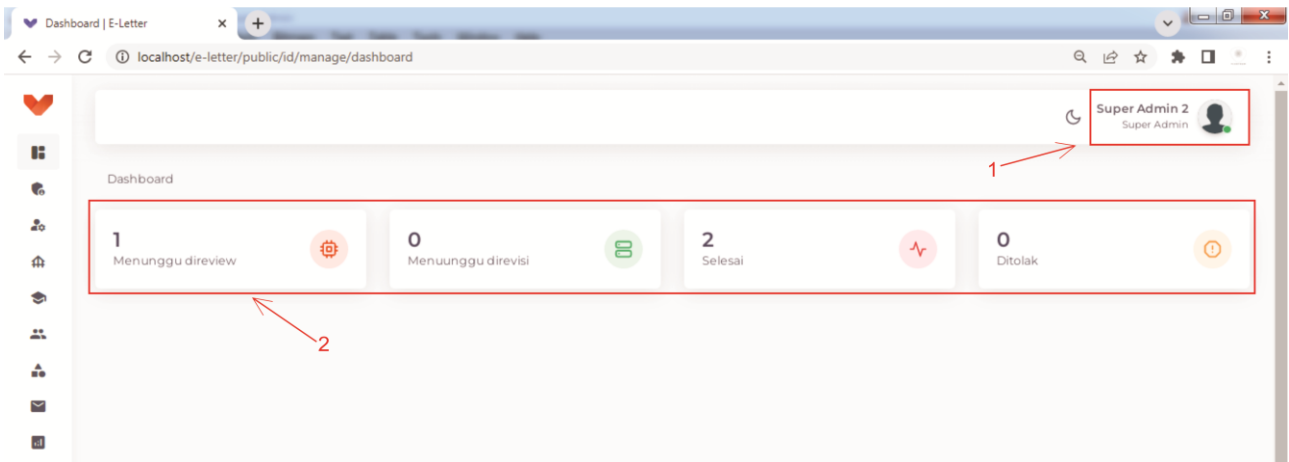 Dashboard | E-Letter
localhost/e-letter/public/id/manage/dashboard
Super Admin 2
Super Admin
1
Dashboard
1
Menunggu direview
0
Menuunggu direvisi
2
Selesai
0
Ditolak
2